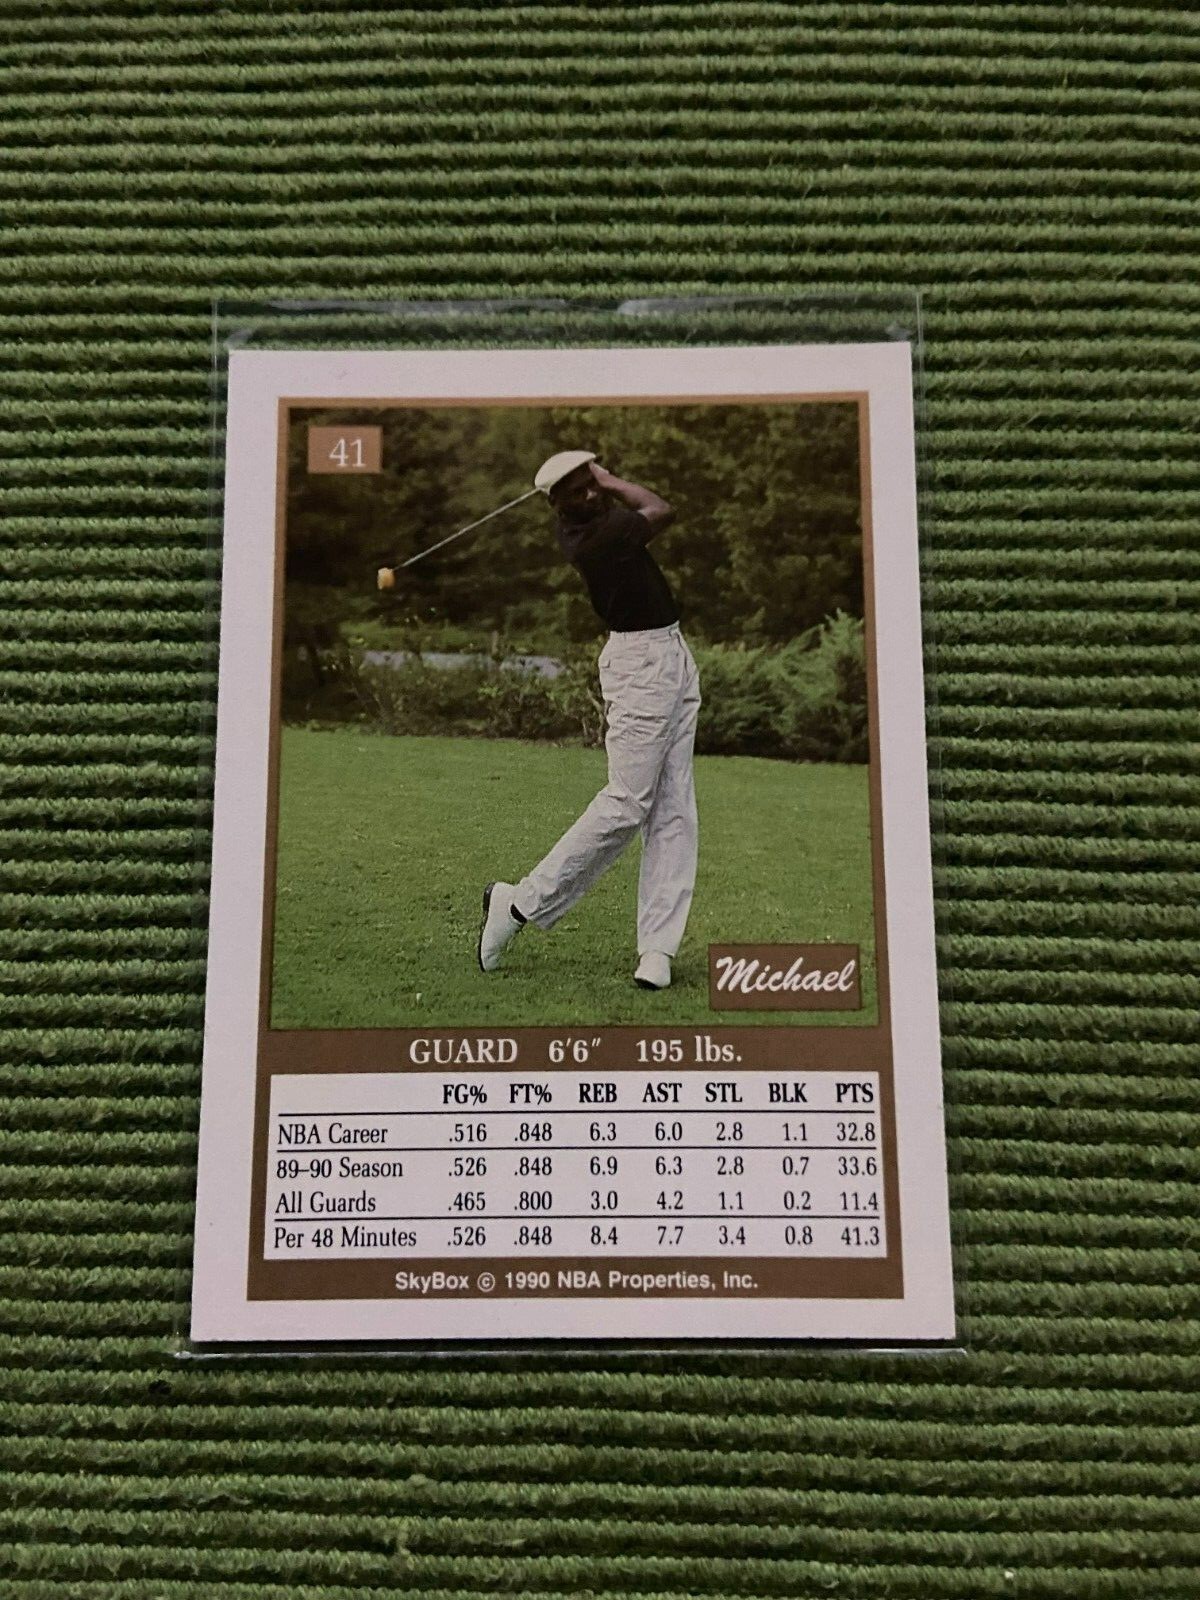 41
Michael
GUARD 6'6" 195 lbs.
FG% FT% REB AST STL BLK PTS
NBA Career .516 .848 6.3 6.0 2.8 1.1 32.8
89–90 Season .526 .848 6.9 6.3 2.8 0.7 33.6
All Guards .465 .800 3.0 4.2 1.1 0.2 11.4
Per 48 Minutes .526 .848 8.4 7.7 3.4 0.8 41.3
SkyBox © 1990 NBA Properties, Inc.